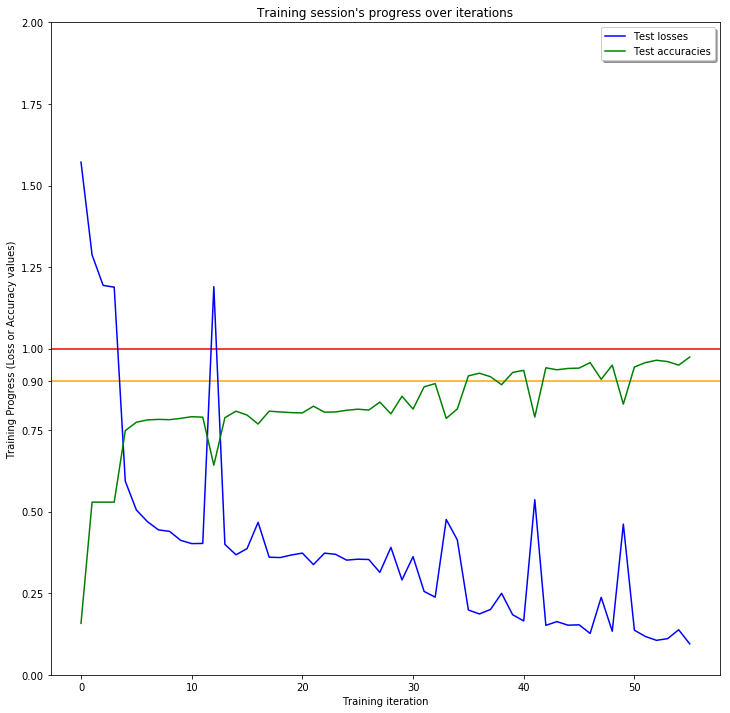 Training session's progress over iterations
Test losses
Test accuracies
2.00
1.75
1.50
1.25
1.00
0.90
0.75
0.50
0.25
0.00
Training Progress (Loss or Accuracy values)
0 10 20 30 40 50
Training iteration